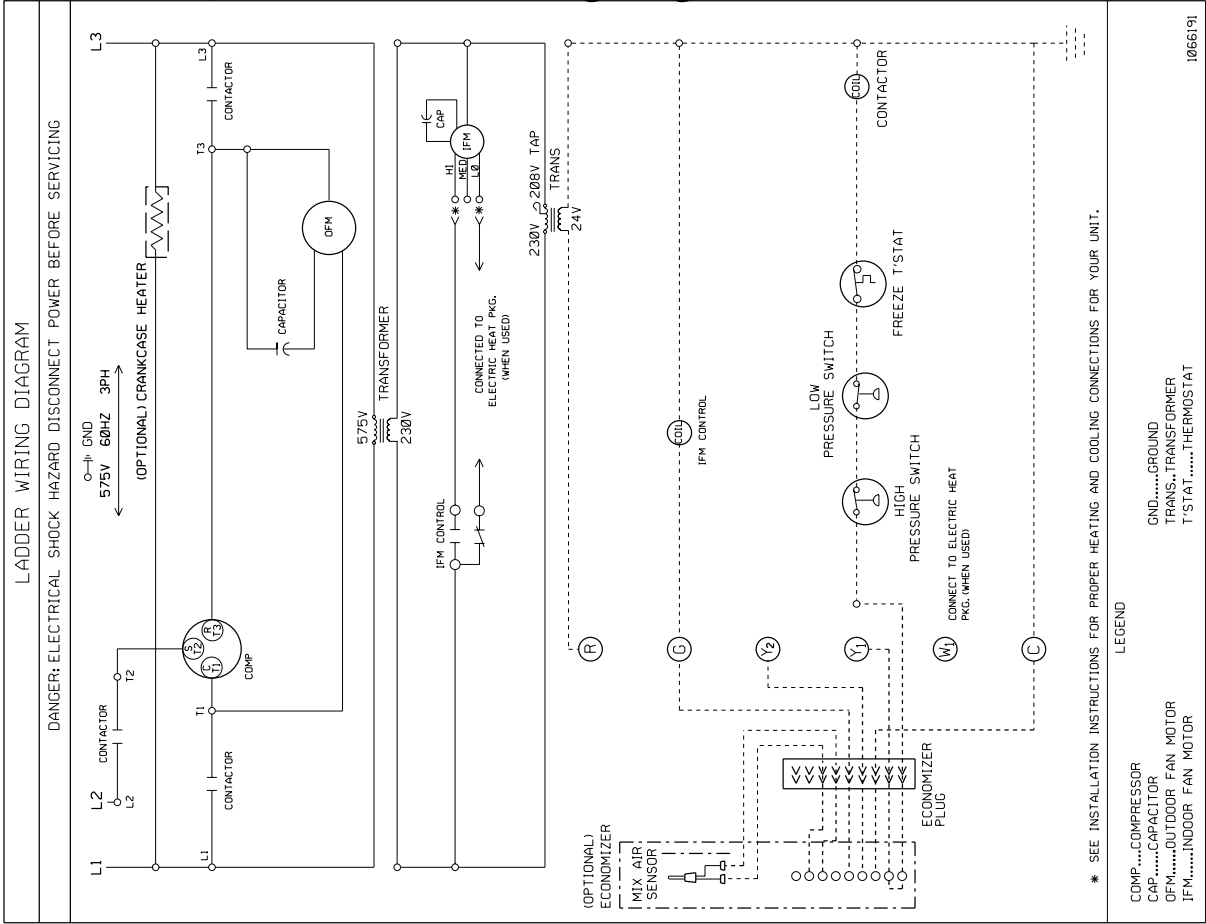 LADDER WIRING DIAGRAM
DANGER: ELECTRICAL SHOCK HAZARD DISCONNECT POWER BEFORE SERVICING
L1
L2
GND
575V 60HZ 3PH
L3
L2
CONTACTOR
T2
(OPTIONAL) CRANKCASE HEATER
L1
CONTACTOR
T1
C
T1
S
T2
R
T3
COMP
T3
CONTACTOR
L3
CAPACITOR
OFM
575V
TRANSFORMER
230V
IFM CONTROL
CONNECTED TO
ELECTRIC HEAT PKG.
(WHEN USED)
*
*
HI
MED
LO
CAP
IFM
230V
208V TAP
TRANS
24V
(OPTIONAL)
ECONOMIZER
MIX AIR
SENSOR
ECONOMIZER
PLUG
R
G
COIL
IFM CONTROL
Y2
Y1
HIGH
PRESSURE SWITCH
LOW
PRESSURE SWITCH
FREEZE T'STAT
COIL
CONTACTOR
W1
CONNECT TO ELECTRIC HEAT
PKG. (WHEN USED)
C
* SEE INSTALLATION INSTRUCTIONS FOR PROPER HEATING AND COOLING CONNECTIONS FOR YOUR UNIT.
LEGEND
COMP.....COMPRESSOR
CAP......CAPACITOR
OFM.......OUTDOOR FAN MOTOR
IFM.......INDOOR FAN MOTOR
GND.......GROUND
TRANS..TRANSFORMER
T'STAT.....THERMOSTAT
1066191